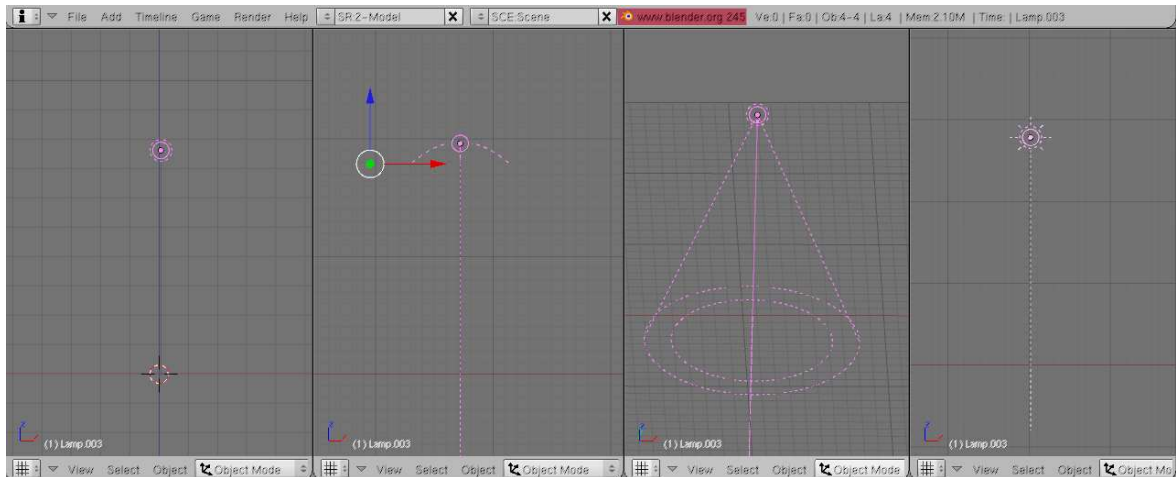 File Add Timeline Game Render Help SR:2-Model X SCE:Scene X www.blender.org 245 Ve:0 | Fa:0 | Ob:4-4 | La:4 | Mem:2.10M | Time: | Lamp.003
z z z z
(1) Lamp.003 (1) Lamp.003 (1) Lamp.003 (1) Lamp.003
View Select Object Object Mode View Select Object Object Mode View Select Object Object Mode View Select Object Object Mo